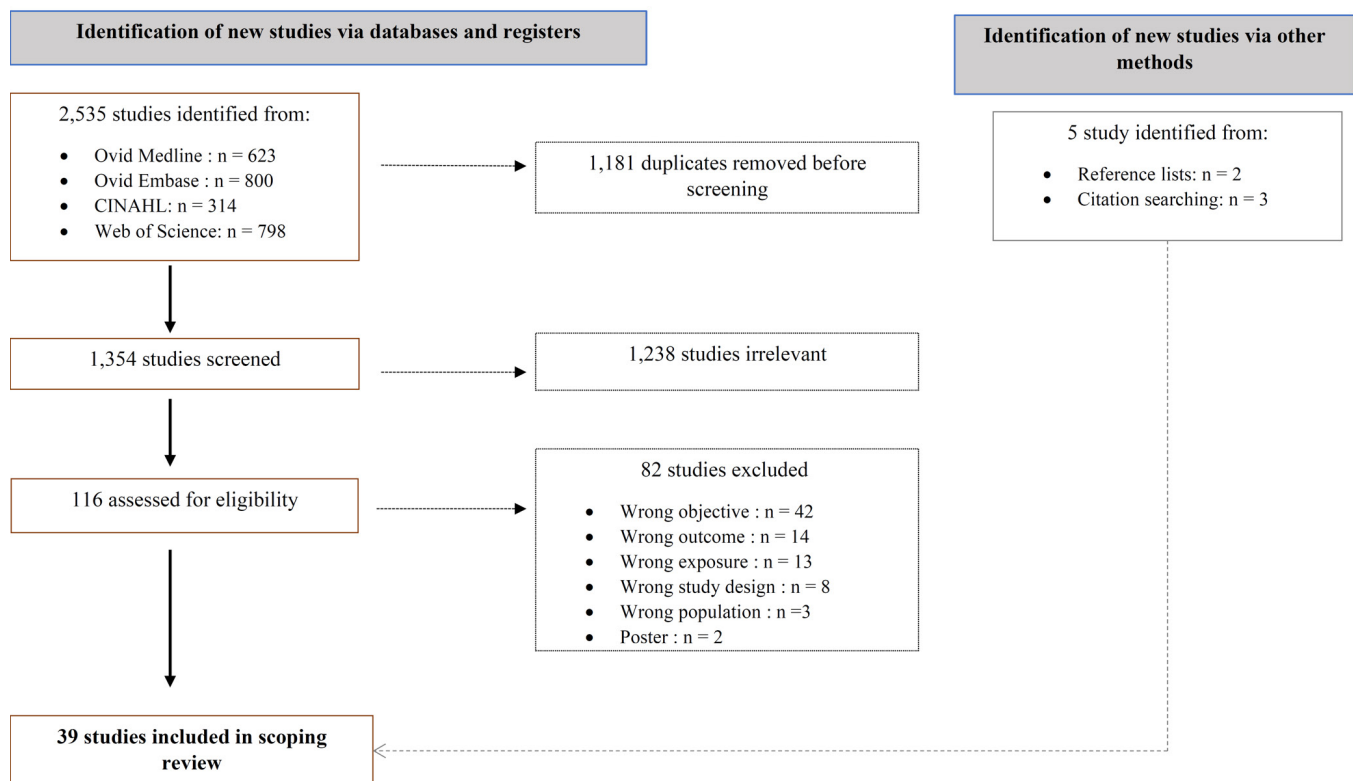 Identification of new studies via databases and registers
Identification of new studies via other
methods
2,535 studies identified from:
• Ovid Medline : n = 623
• Ovid Embase : n = 800
• CINAHL: n = 314
• Web of Science: n = 798
1,181 duplicates removed before
screening
5 study identified from:
• Reference lists: n = 2
• Citation searching: n = 3
1,354 studies screened
1,238 studies irrelevant
116 assessed for eligibility
82 studies excluded
• Wrong objective : n = 42
• Wrong outcome : n = 14
• Wrong exposure : n = 13
• Wrong study design : n = 8
• Wrong population : n =3
• Poster : n = 2
39 studies included in scoping
review